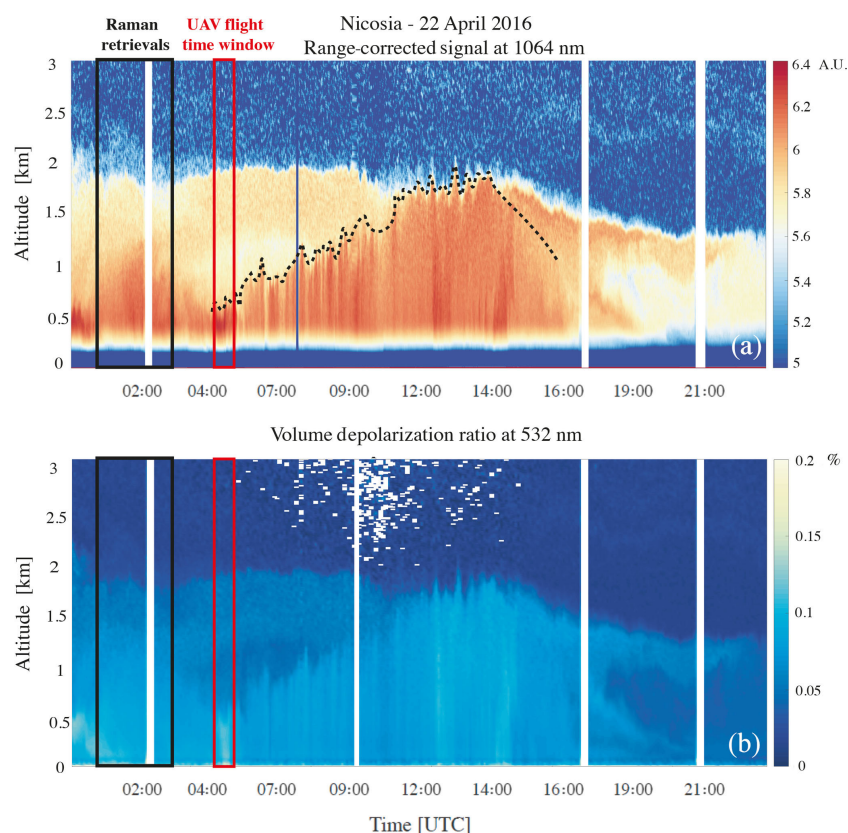 Raman
retrievals
UAV flight
time window
Nicosia - 22 April 2016
Range-corrected signal at 1064 nm
3
2.5
2
1.5
1
0.5
0
Altitude [km]
6.4 A.U.
6.2
6
5.8
5.6
5.4
5.2
5
(a)
02:00 04:00 07:00 09:00 12:00 14:00 16:00 19:00 21:00
Volume depolarization ratio at 532 nm
3
2.5
2
1.5
1
0.5
0
Altitude [km]
0.2 %
0.15
0.1
0.05
0
(b)
02:00 04:00 07:00 09:00 12:00 14:00 16:00 19:00 21:00
Time [UTC]